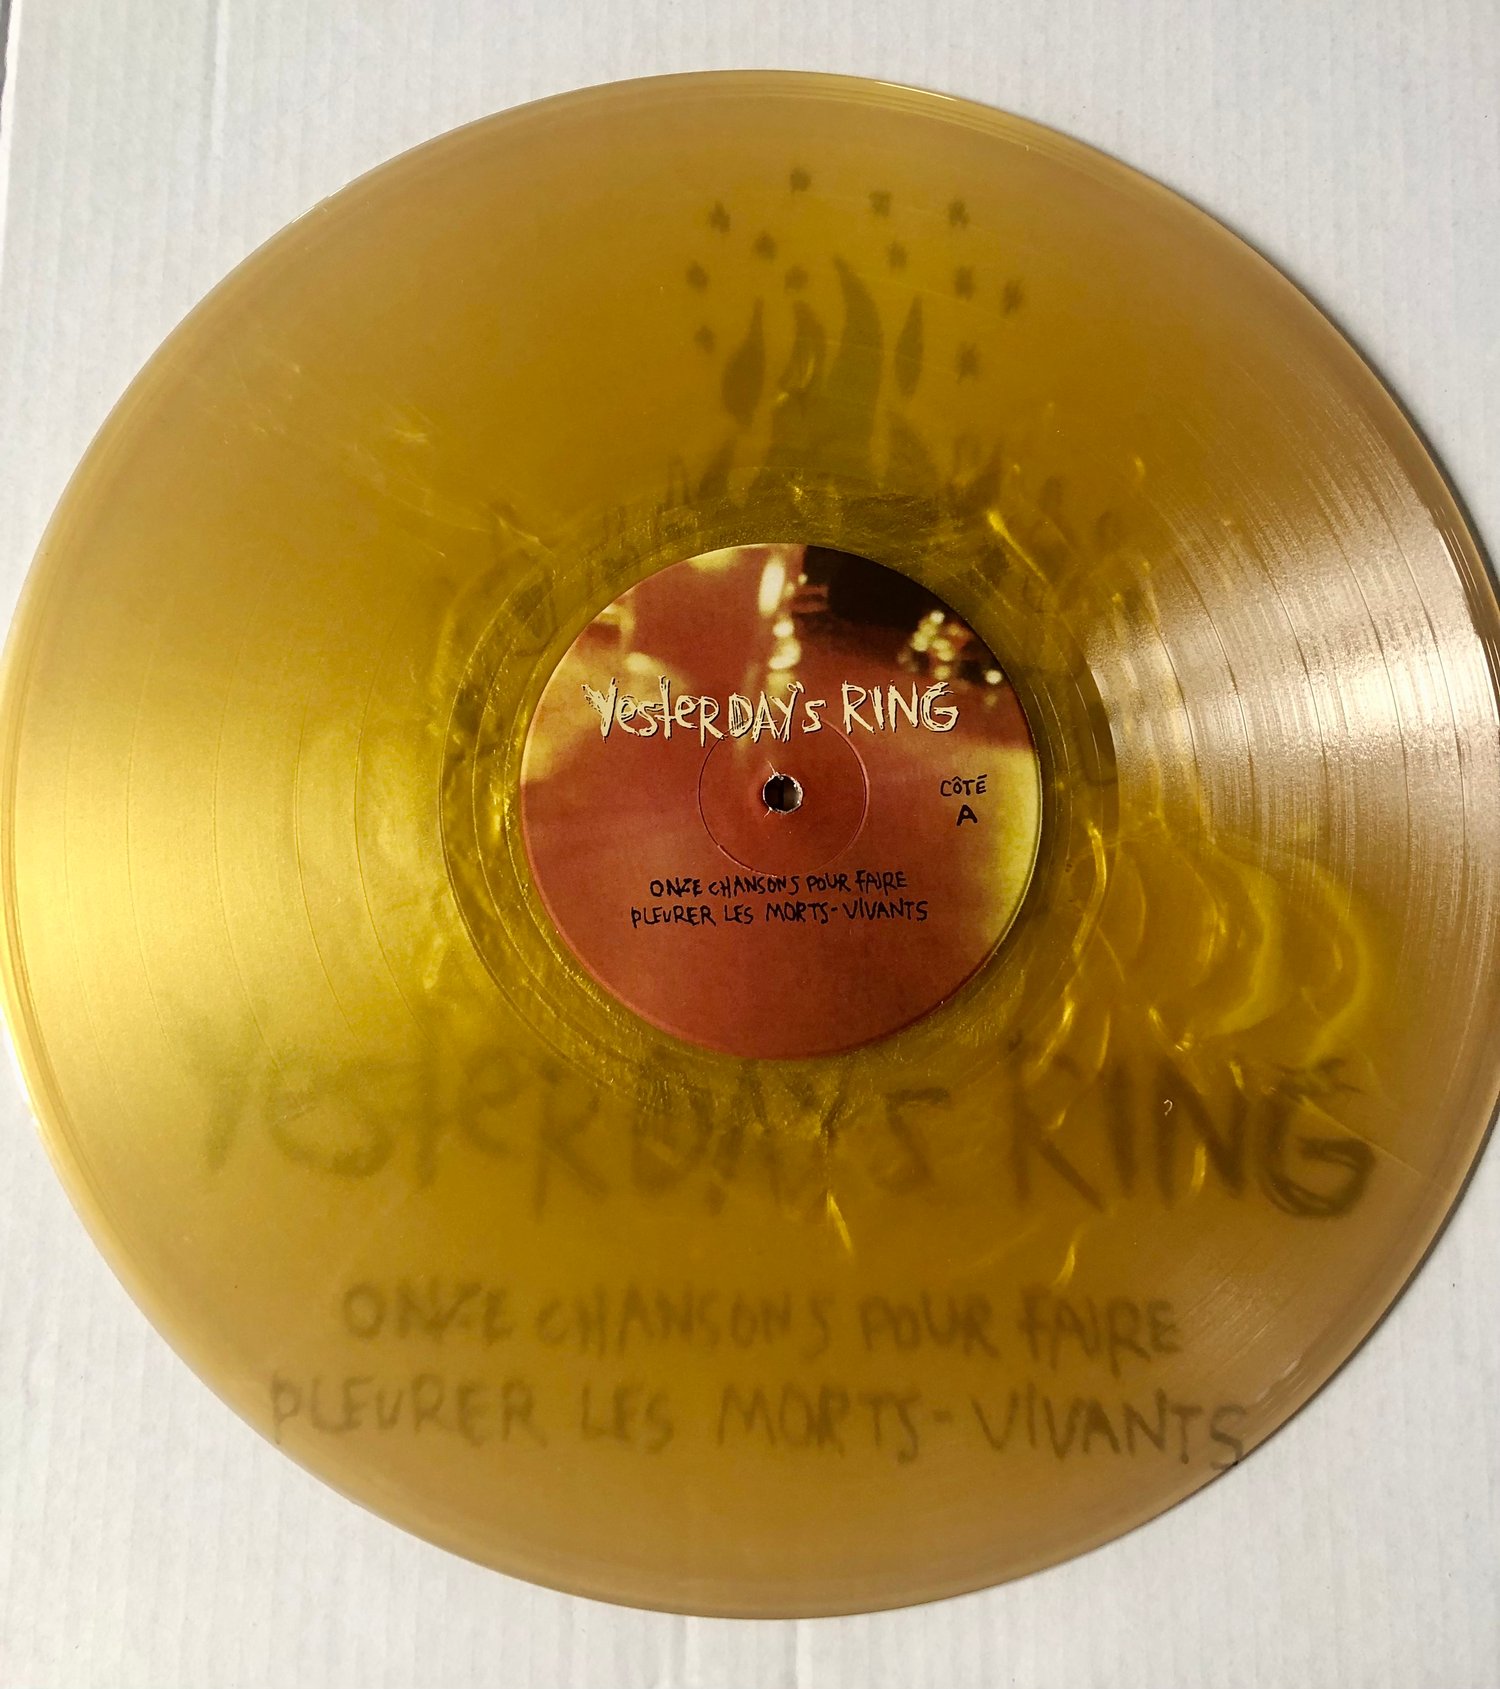 YesterDAY's RING
CÔTÉ
A
ONZE CHANSONS POUR FAIRE
PLEURER LES MORTS-VIVANTS
YesterDAY's RING
ONZE CHANSONS POUR FAIRE
PLEURER LES MORTS-VIVANTS